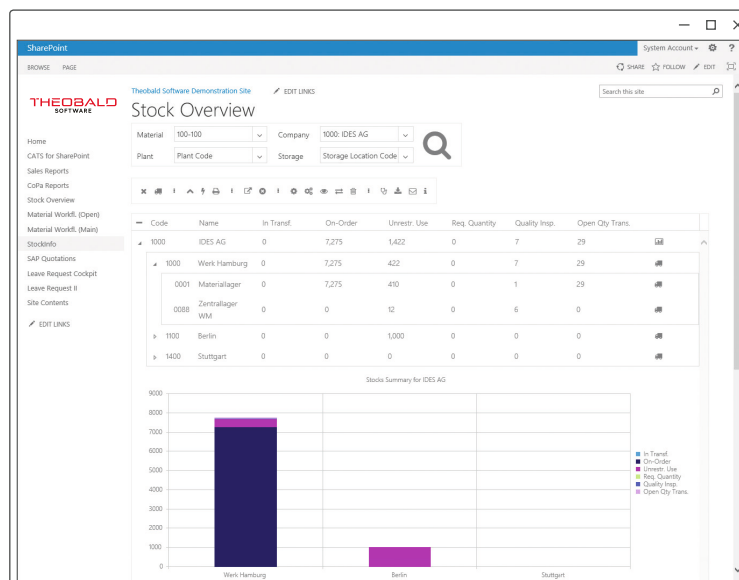 SharePoint
System Account
?
BROWSE PAGE
SHARE FOLLOW EDIT
THEOBALD
SOFTWARE
Theobald Software Demonstration Site EDIT LINKS
Search this site
Stock Overview
Material 100-100 Company 1000: IDES AG
Plant Plant Code Storage Storage Location Code
Home
CATS for SharePoint
Sales Reports
CoPa Reports
Stock Overview
Material Workfl. (Open)
Material Workfl. (Main)
StockInfo
SAP Quotations
Leave Request Cockpit
Leave Request II
Site Contents
EDIT LINKS
Code Name In Transf. On-Order Unrestr. Use Req. Quantity Quality Insp. Open Qty Trans.
1000 IDES AG 0 7,275 1,422 0 7 29
1000 Werk Hamburg 0 7,275 422 0 7 29
0001 Materiallager 0 7,275 410 0 1 29
0088 Zentrallager WM 0 0 12 0 6 0
1100 Berlin 0 0 1,000 0 0 0
1400 Stuttgart 0 0 0 0 0 0
Stocks Summary for IDES AG
9000
8000
7000
6000
5000
4000
3000
2000
1000
0
Werk Hamburg Berlin Stuttgart
In Transf.
On-Order
Unrestr. Use
Req. Quantity
Quality Insp.
Open Qty Trans.